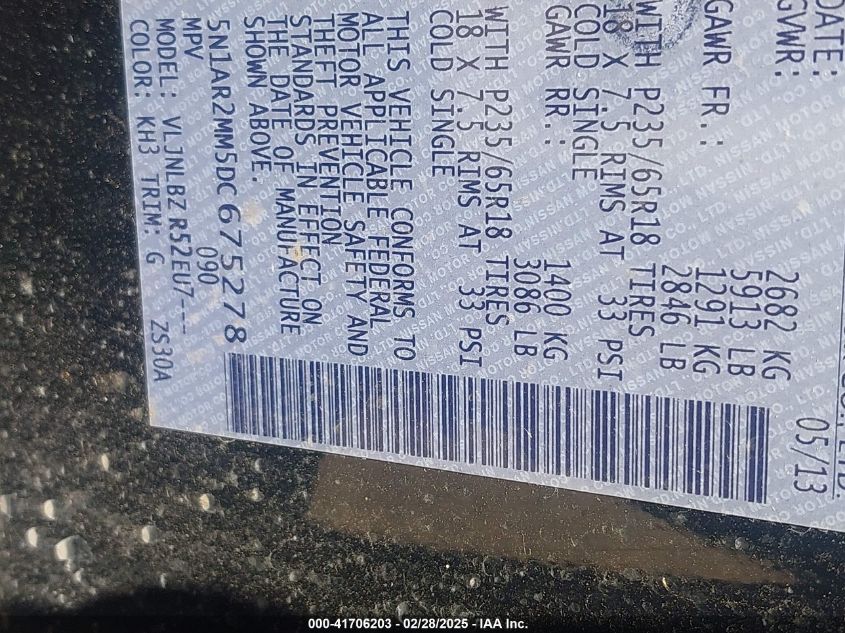 DATE: 05/13
GVWR: 2682 KG
5913 LB
GAWR FR.: 1291 KG
2846 LB
WITH P235/65R18 TIRES
18 X 7.5 RIMS AT 33 PSI
COLD SINGLE
GAWR RR.: 1400 KG
3086 LB
WITH P235/65R18 TIRES
18 X 7.5 RIMS AT 33 PSI
COLD SINGLE
THIS VEHICLE CONFORMS TO
ALL APPLICABLE FEDERAL
MOTOR VEHICLE SAFETY AND
THEFT PREVENTION
STANDARDS IN EFFECT ON
THE DATE OF MANUFACTURE
SHOWN ABOVE.
5N1AR2MM5DC675278
MPV 090
MODEL: VLJNLBZ R52EU7---
COLOR: KH3 TRIM: G ZS30A
000-41706203 - 02/28/2025 - IAA Inc.